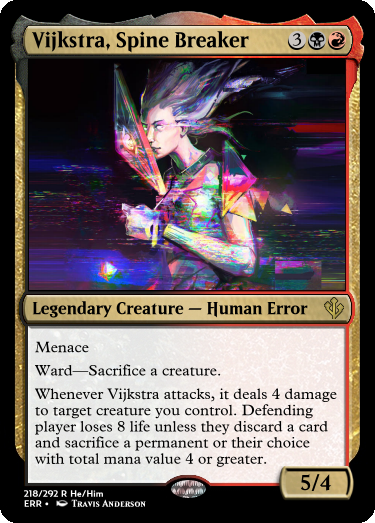 Vijkstra, Spine Breaker 3
Legendary Creature — Human Error
Menace
Ward—Sacrifice a creature.
Whenever Vijkstra attacks, it deals 4 damage
to target creature you control. Defending
player loses 8 life unless they discard a card
and sacrifice a permanent or their choice
with total mana value 4 or greater.
5/4
218/292 R He/Him
ERR • Travis Anderson